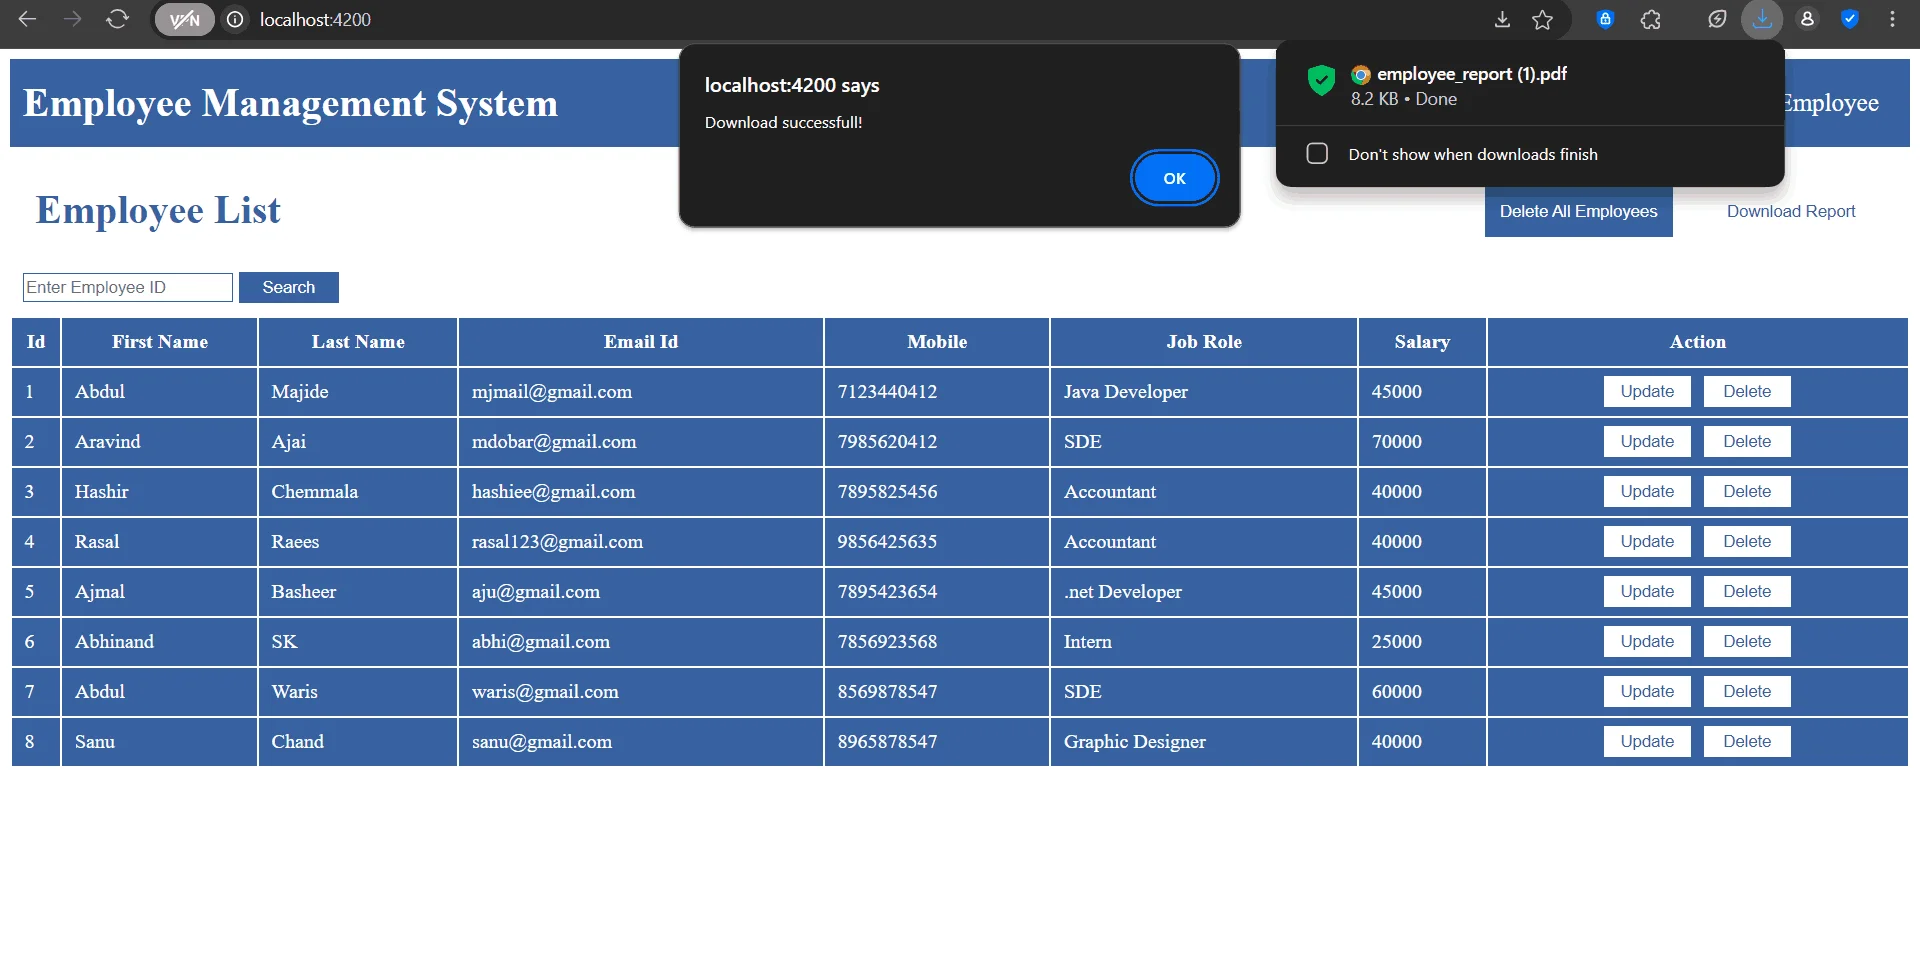 VPN localhost:4200
localhost:4200 says
Download successfull!
OK
employee_report (1).pdf
8.2 KB • Done
Don't show when downloads finish
Employee Management System
Employee
Employee List
Delete All Employees
Download Report
Enter Employee ID
Search
Id First Name Last Name Email Id Mobile Job Role Salary Action
1 Abdul Majide mjmail@gmail.com 7123440412 Java Developer 45000 Update Delete
2 Aravind Ajai mdobar@gmail.com 7985620412 SDE 70000 Update Delete
3 Hashir Chemmala hashiee@gmail.com 7895825456 Accountant 40000 Update Delete
4 Rasal Raees rasal123@gmail.com 9856425635 Accountant 40000 Update Delete
5 Ajmal Basheer aju@gmail.com 7895423654 .net Developer 45000 Update Delete
6 Abhinand SK abhi@gmail.com 7856923568 Intern 25000 Update Delete
7 Abdul Waris waris@gmail.com 8569878547 SDE 60000 Update Delete
8 Sanu Chand sanu@gmail.com 8965878547 Graphic Designer 40000 Update Delete